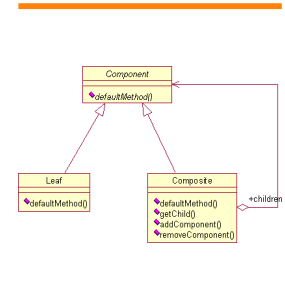 Component
defaultMethod()
Leaf
defaultMethod()
Composite
defaultMethod()
getChild()
addComponent()
removeComponent()
+children